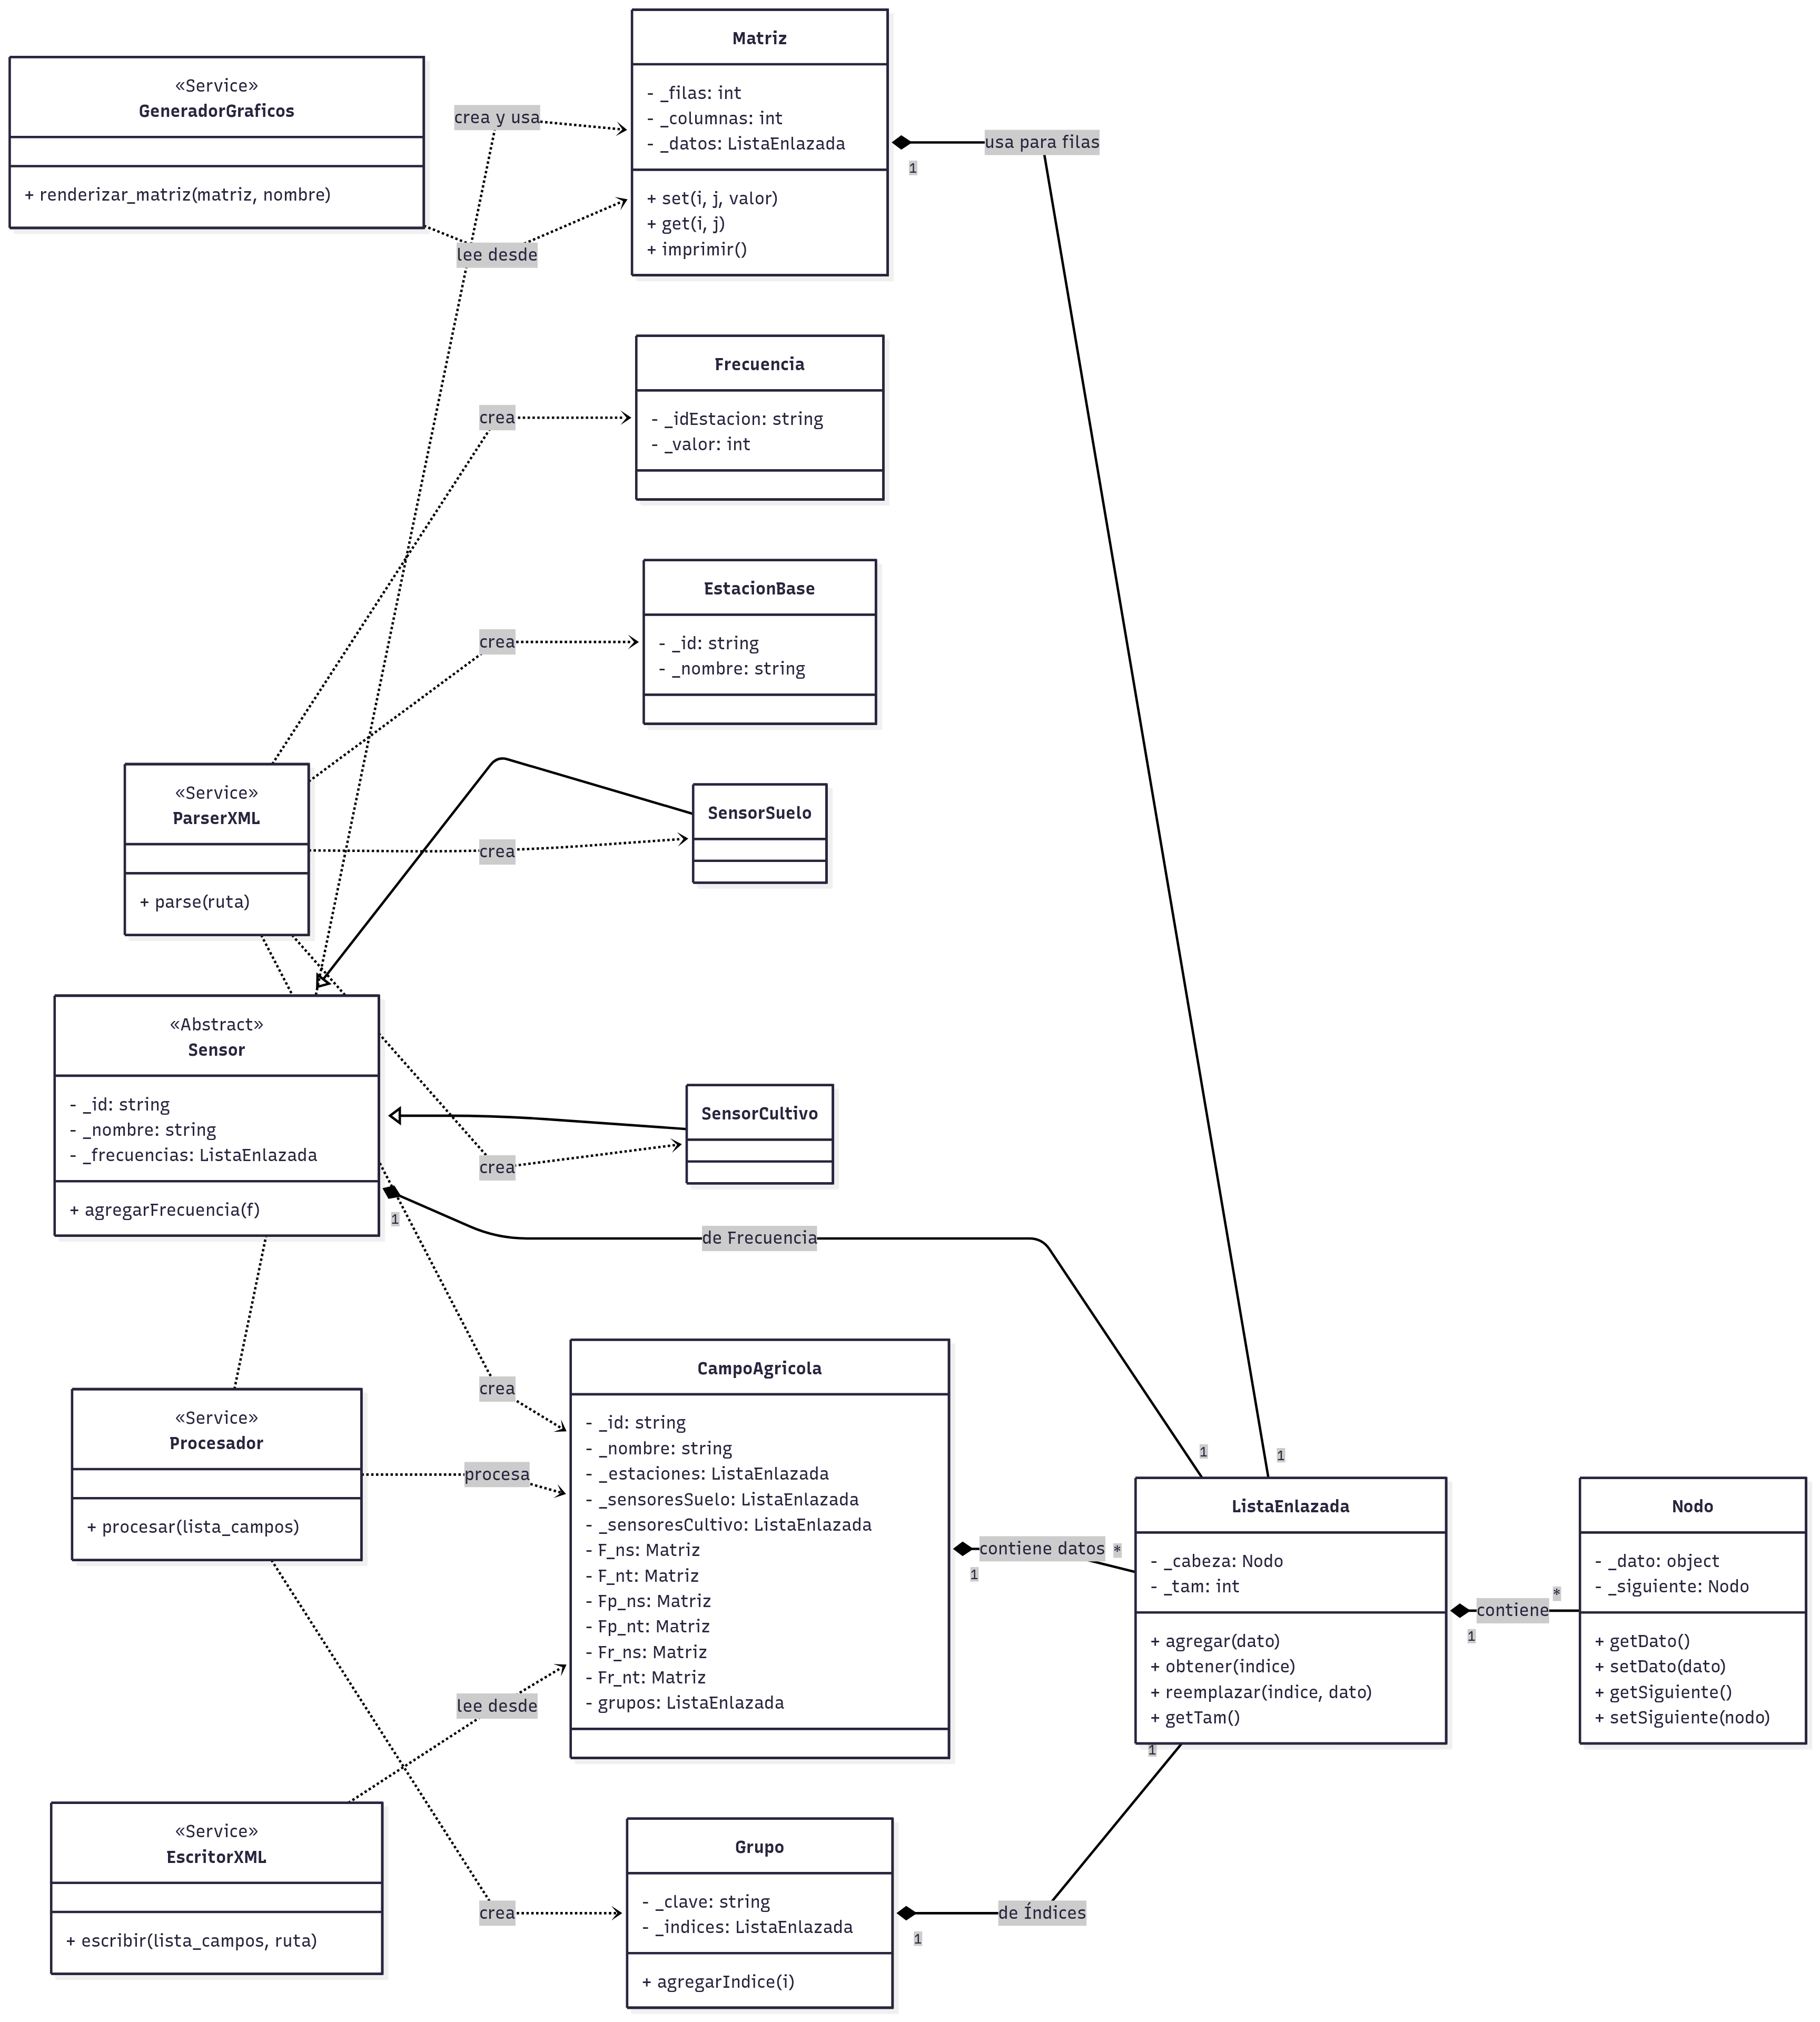 «Service»
GeneradorGraficos
+ renderizar_matriz(matriz, nombre)
crea y usa
lee desde
Matriz
- _filas: int
- _columnas: int
- _datos: ListaEnlazada
+ set(i, j, valor)
+ get(i, j)
+ imprimir()
1
usa para filas
crea
Frecuencia
- _idEstacion: string
- _valor: int
crea
EstacionBase
- _id: string
- _nombre: string
«Service»
ParserXML
+ parse(ruta)
crea
SensorSuelo
«Abstract»
Sensor
- _id: string
- _nombre: string
- _frecuencias: ListaEnlazada
+ agregarFrecuencia(f)
crea
SensorCultivo
1
de Frecuencia
1
1
«Service»
Procesador
+ procesar(lista_campos)
crea
procesa
lee desde
CampoAgricola
- _id: string
- _nombre: string
- _estaciones: ListaEnlazada
- _sensoresSuelo: ListaEnlazada
- _sensoresCultivo: ListaEnlazada
- F_ns: Matriz
- F_nt: Matriz
- Fp_ns: Matriz
- Fp_nt: Matriz
- Fr_ns: Matriz
- Fr_nt: Matriz
- grupos: ListaEnlazada
contiene datos
*
1
ListaEnlazada
- _cabeza: Nodo
- _tam: int
+ agregar(dato)
+ obtener(indice)
+ reemplazar(indice, dato)
+ getTam()
1
contiene
*
1
Nodo
- _dato: object
- _siguiente: Nodo
+ getDato()
+ setDato(dato)
+ getSiguiente()
+ setSiguiente(nodo)
«Service»
EscritorXML
+ escribir(lista_campos, ruta)
crea
Grupo
- _clave: string
- _indices: ListaEnlazada
+ agregarIndice(i)
de Índices
1